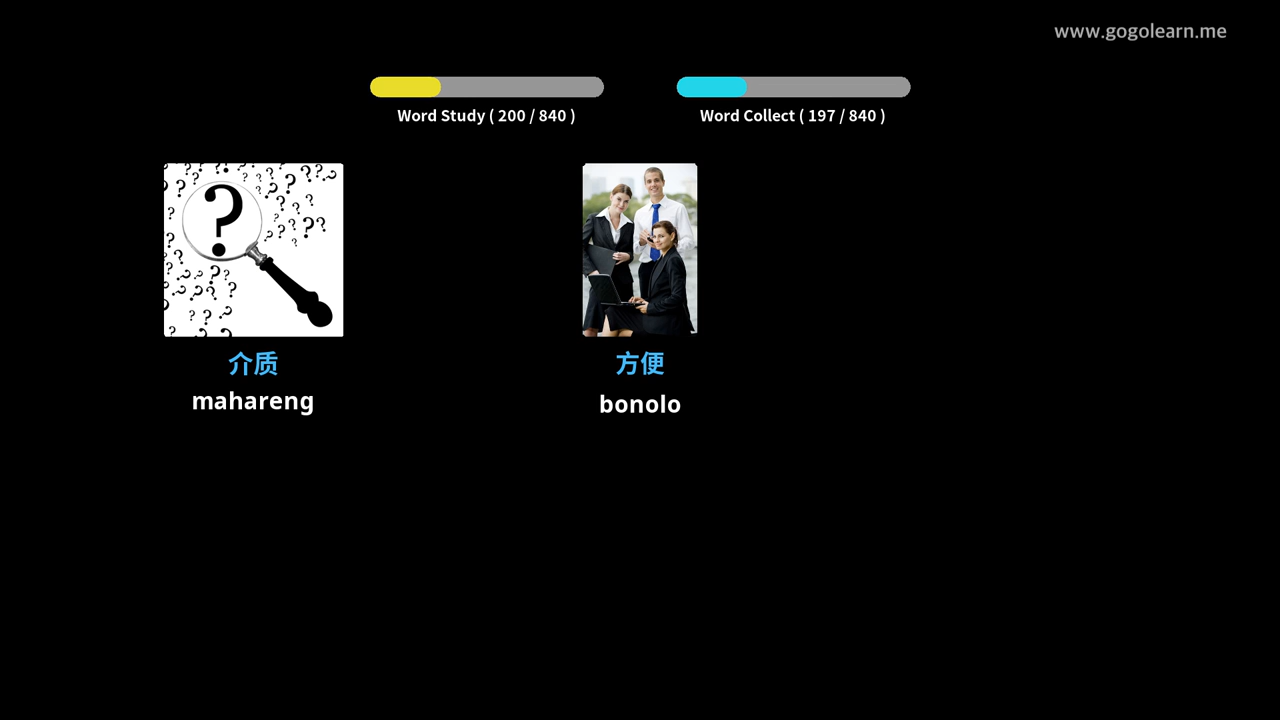 www.gogolearn.me
Word Study ( 200 / 840 )
Word Collect ( 197 / 840 )
介质
mahareng
方便
bonolo